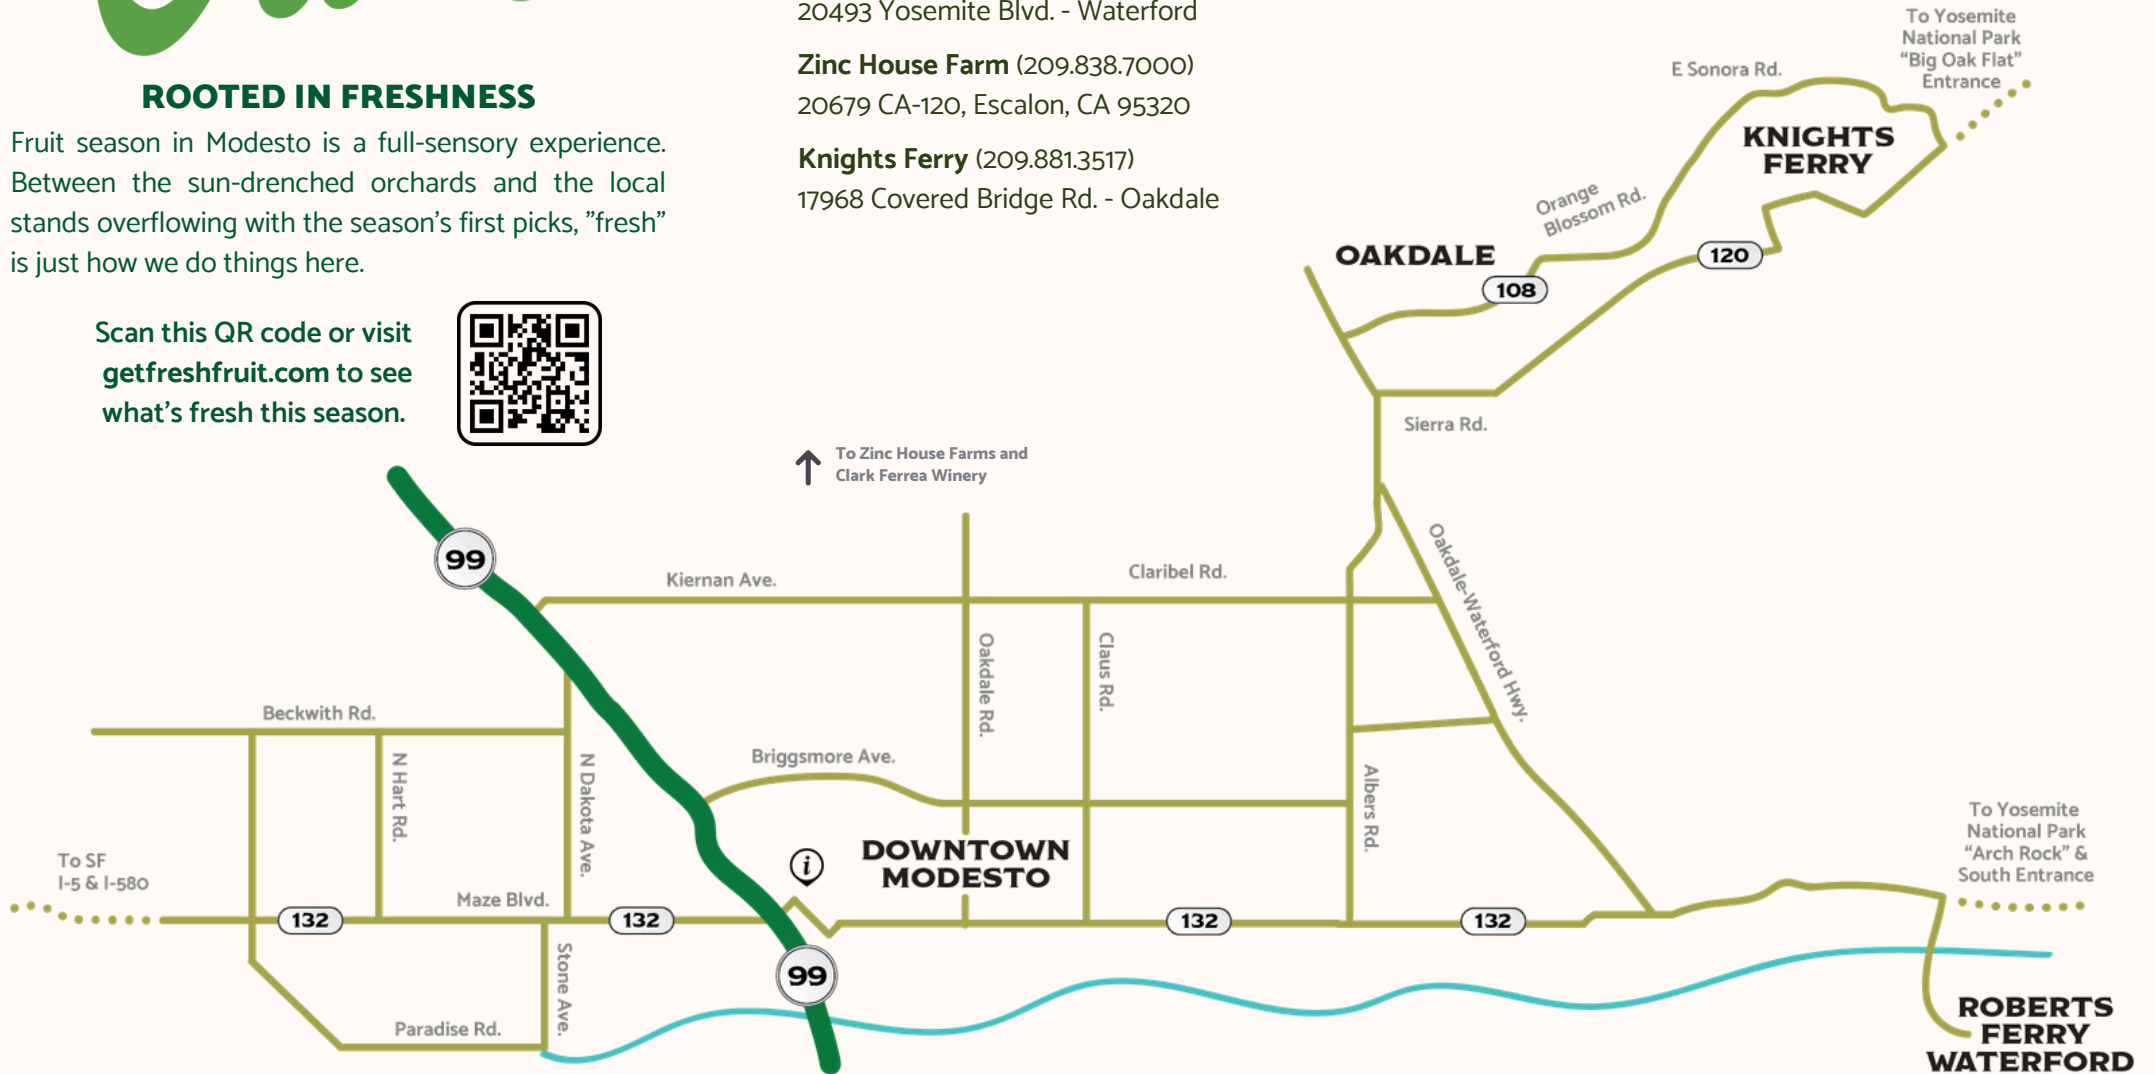 ROOTED IN FRESHNESS
Fruit season in Modesto is a full-sensory experience.
Between the sun-drenched orchards and the local
stands overflowing with the season's first picks, "fresh"
is just how we do things here.
Scan this QR code or visit
getfreshfruit.com to see
what's fresh this season.
20493 Yosemite Blvd. - Waterford
Zinc House Farm (209.838.7000)
20679 CA-120, Escalon, CA 95320
Knights Ferry (209.881.3517)
17968 Covered Bridge Rd. - Oakdale
To Yosemite
National Park
“Big Oak Flat”
Entrance
E Sonora Rd.
KNIGHTS
FERRY
Orange
Blossom Rd.
OAKDALE
120
108
Sierra Rd.
To Zinc House Farms and
Clark Ferrea Winery
99
Kiernan Ave.
Claribel Rd.
Oakdale-Waterford Hwy.
Oakdale Rd.
Claus Rd.
Beckwith Rd.
N Hart Rd.
N Dakota Ave.
Briggsmore Ave.
Albers Rd.
To SF
I-5 & I-580
i
DOWNTOWN
MODESTO
To Yosemite
National Park
“Arch Rock” &
South Entrance
Maze Blvd.
132
132
132
132
Stone Ave.
99
Paradise Rd.
ROBERTS
FERRY
WATERFORD